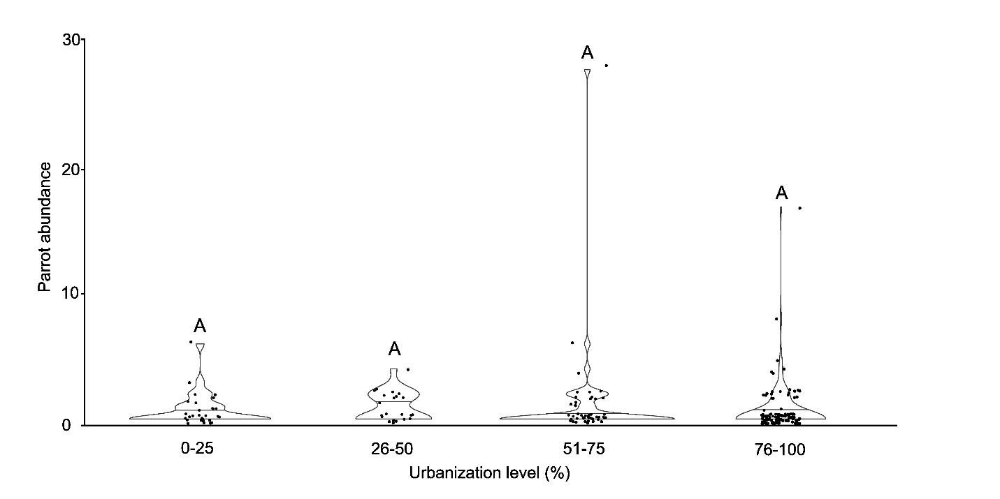 30
20
10
0
Parrot abundance
A
A
A
A
0-25
26-50
51-75
76-100
Urbanization level (%)